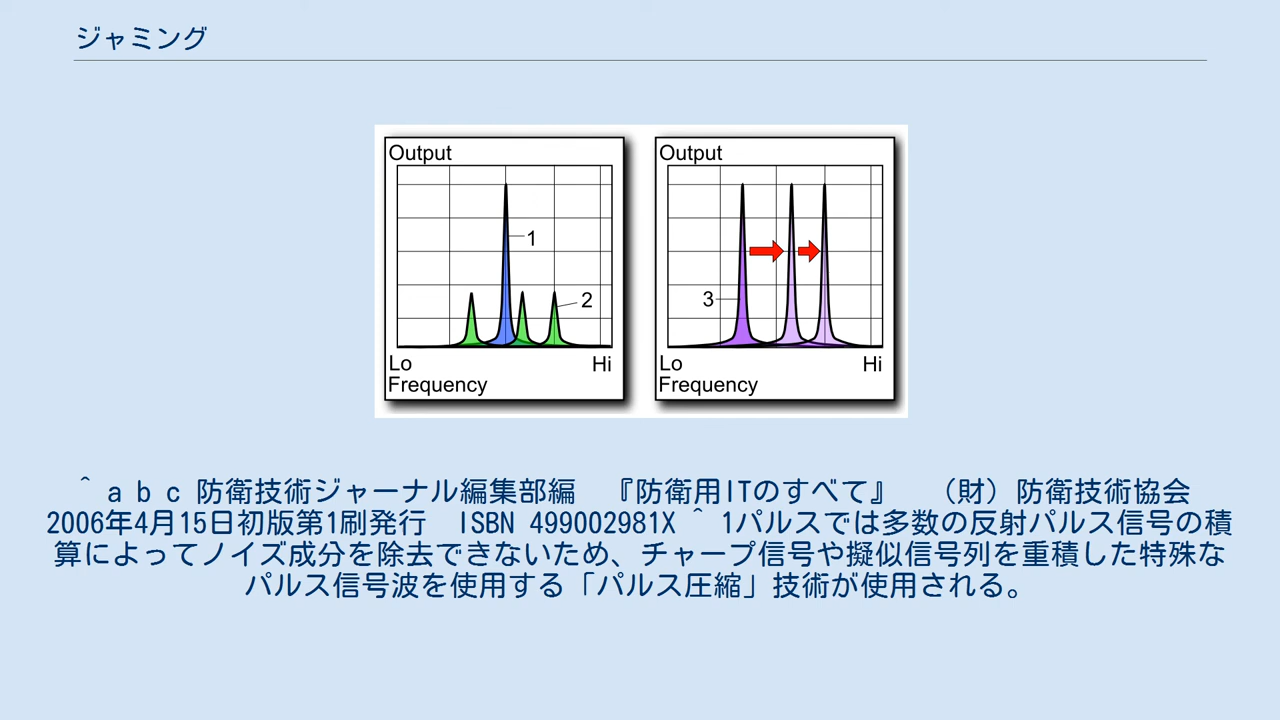 ジャミング
Output
1
2
Lo
Hi
Frequency
Output
3
Lo
Hi
Frequency
^ a b c 防衛技術ジャーナル編集部編　『防衛用ITのすべて』　（財）防衛技術協会
2006年4月15日初版第1刷発行　ISBN 499002981X ^ 1パルスでは多数の反射パルス信号の積
算によってノイズ成分を除去できないため、チャープ信号や擬似信号列を重積した特殊な
パルス信号波を使用する「パルス圧縮」技術が使用される。